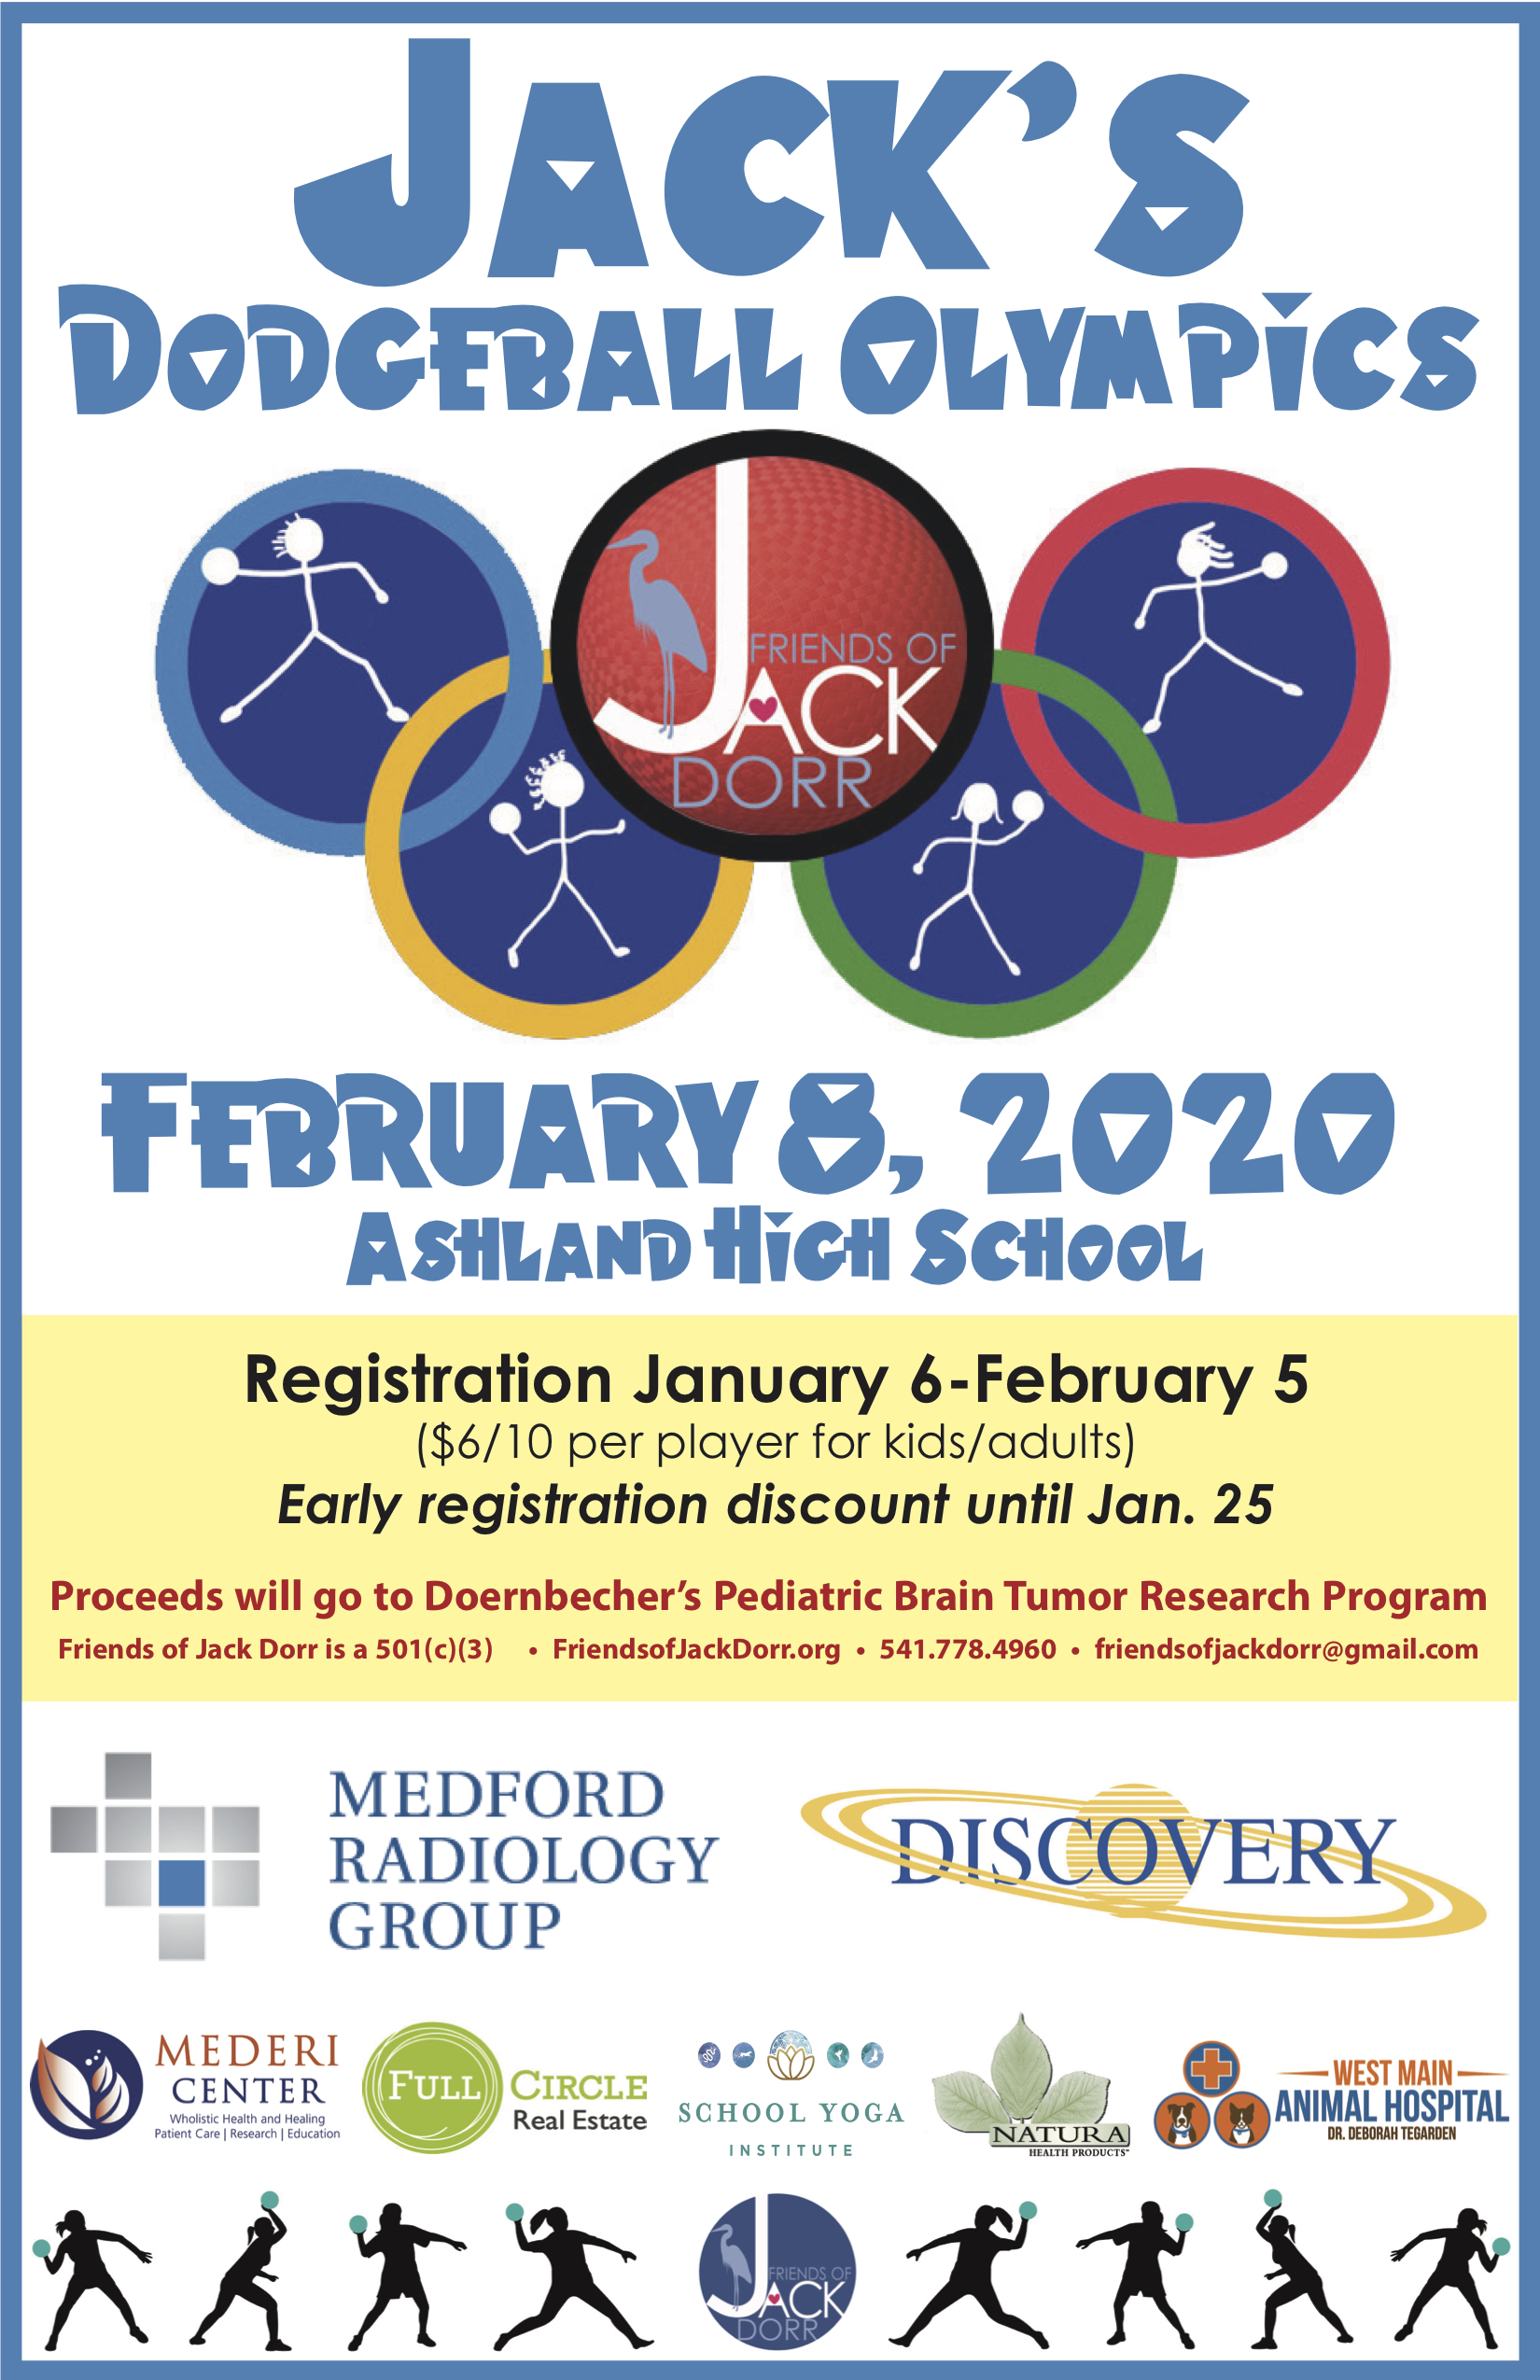 Jack's
Dodgeball Olympics
FRIENDS OF
JACK
DORR
February 8, 2020
Ashland High School
Registration January 6-February 5
($6/10 per player for kids/adults)
Early registration discount until Jan. 25
Proceeds will go to Doernbecher's Pediatric Brain Tumor Research Program
Friends of Jack Dorr is a 501(c)(3) • FriendsofJackDorr.org • 541.778.4960 • friendsofjackdorr@gmail.com
MEDFORD
RADIOLOGY
GROUP
DISCOVERY
MEDERI
CENTER
Wholistic Health and Healing
Patient Care | Research | Education
FULL CIRCLE
Real Estate
SCHOOL YOGA
INSTITUTE
NATURA
HEALTH PRODUCTS™
WEST MAIN
ANIMAL HOSPITAL
DR. DEBORAH TEGARDEN
FRIENDS OF
JACK
DORR